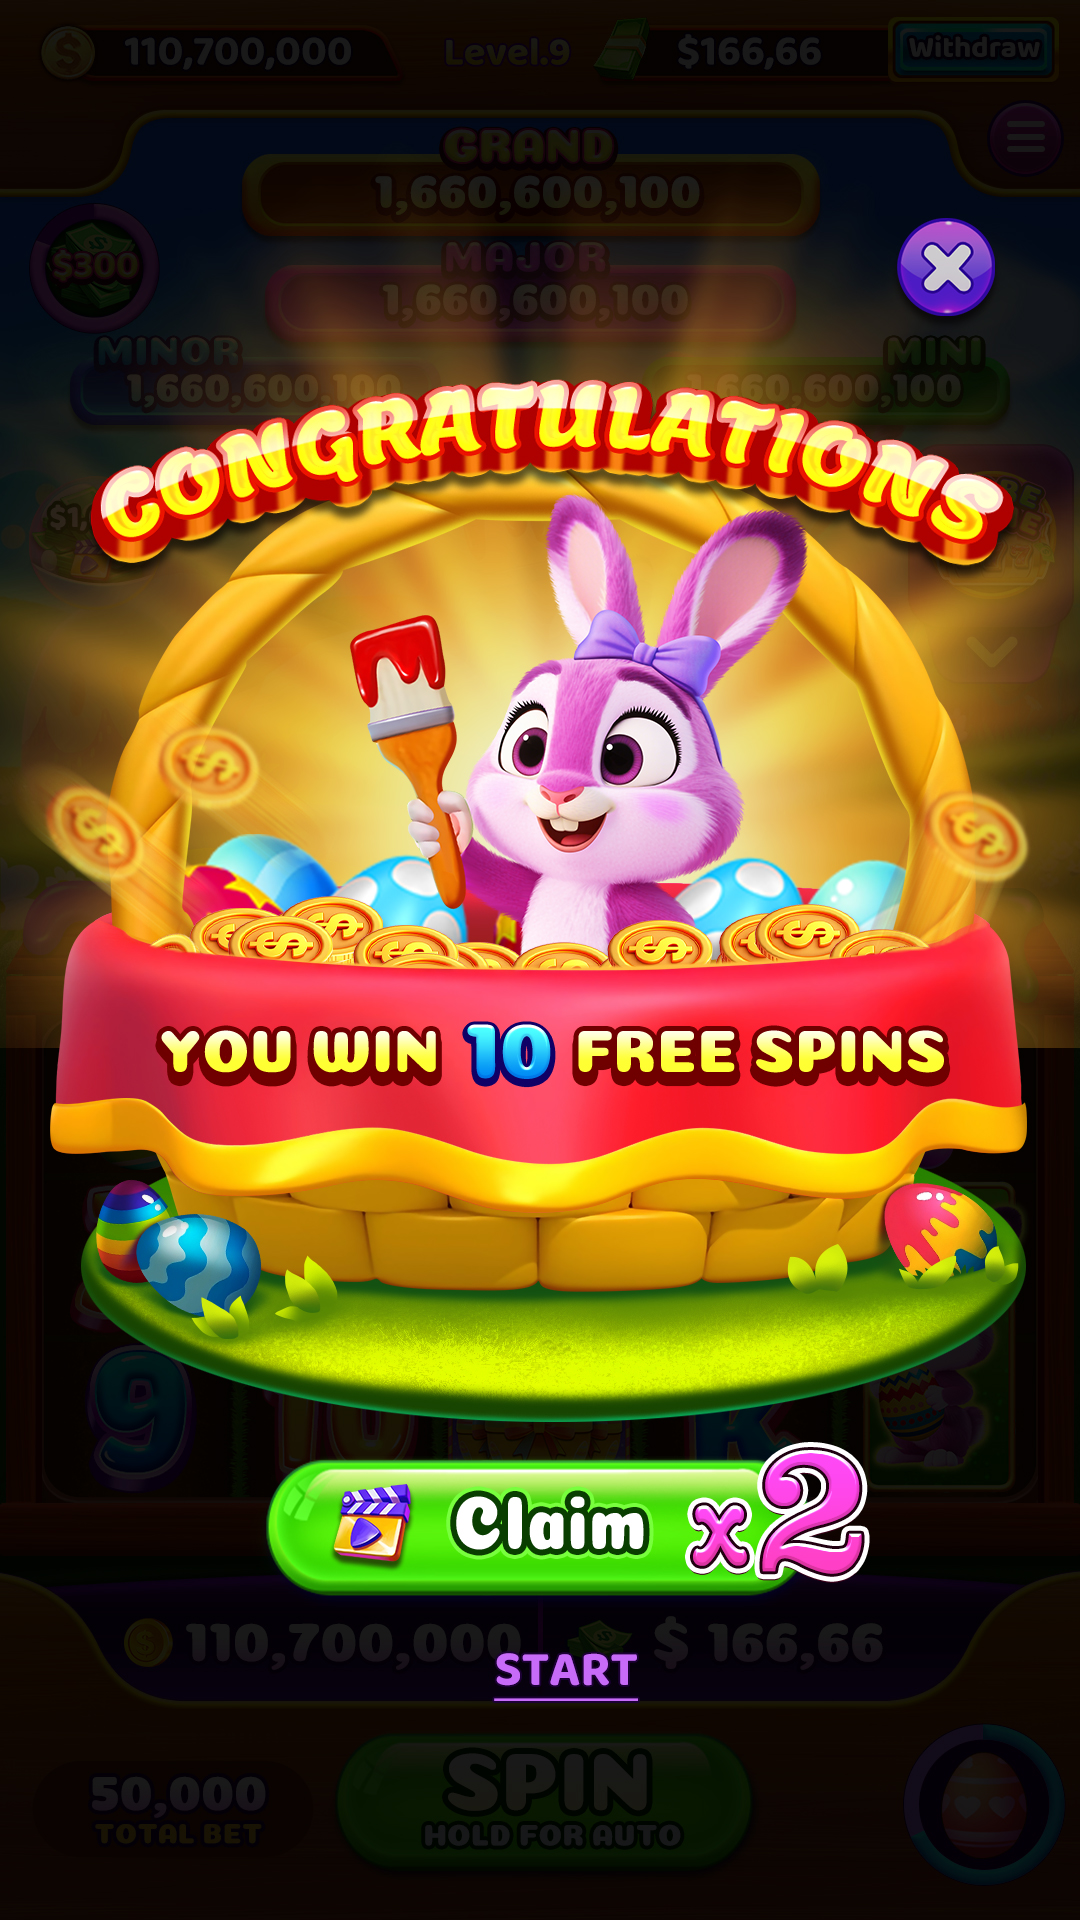 110,700,000
Level.9
$166,66
Withdraw
GRAND
1,660,600,100
MAJOR
1,660,600,100
$300
MINOR
1,660,600,100
MINI
1,660,600,100
CONGRATULATIONS
YOU WIN 10 FREE SPINS
9
10
K
Claim x2
110,700,000
$ 166,66
START
SPIN
HOLD FOR AUTO
50,000
TOTAL BET